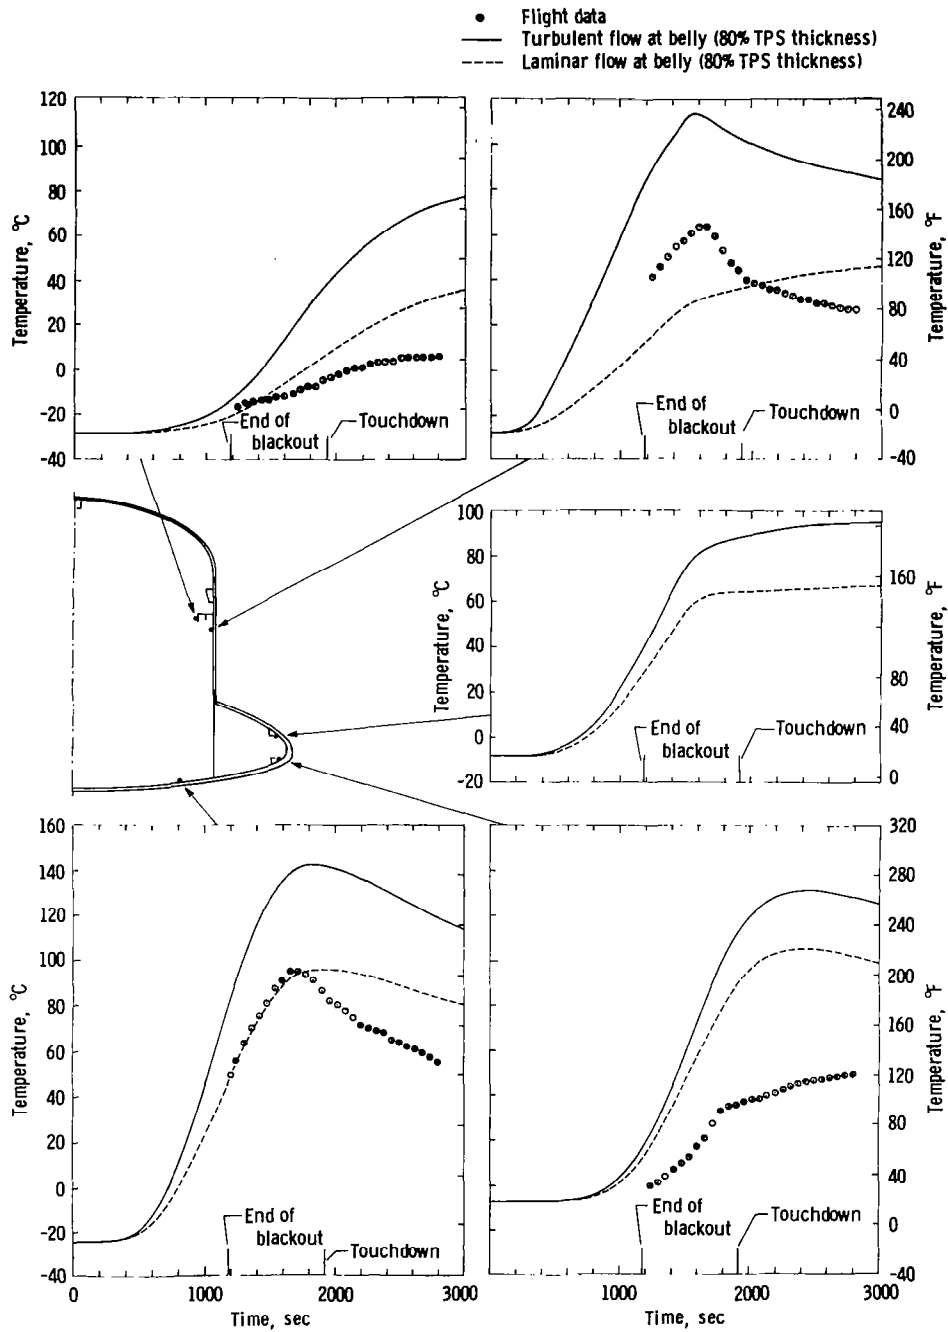 Flight data
Turbulent flow at belly (80% TPS thickness)
Laminar flow at belly (80% TPS thickness)
120
100
80
60
40
20
0
-20
-40
Temperature, °C
End of
blackout
Touchdown
240
200
160
120
80
40
0
-40
Temperature, °F
End of
blackout
Touchdown
100
80
60
40
20
0
-20
Temperature, °C
160
80
40
0
Temperature, °F
End of
blackout
Touchdown
160
140
120
100
80
60
40
20
0
-20
-40
Temperature, °C
End of
blackout
Touchdown
0 1000 2000 3000
Time, sec
320
280
240
200
160
120
80
40
0
-40
Temperature, °F
End of
blackout
Touchdown
0 1000 2000 3000
Time, sec